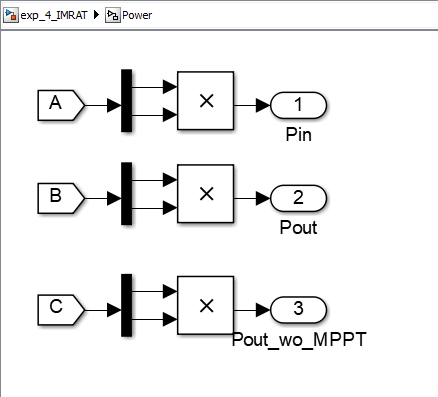 exp_4_IMRAT Power
A
×
1
Pin
B
×
2
Pout
C
×
3
Pout_wo_MPPT